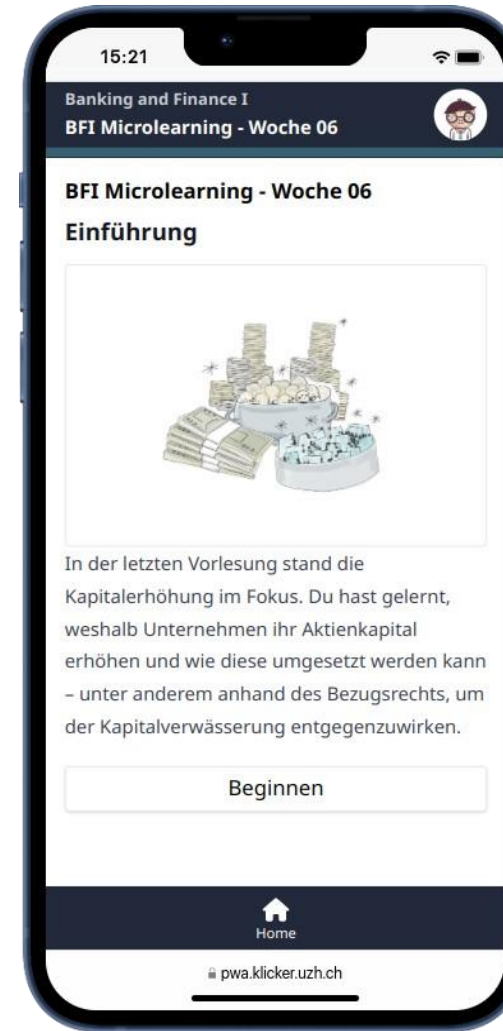 15:21
Banking and Finance I
BFI Microlearning - Woche 06
BFI Microlearning - Woche 06
Einführung
In der letzten Vorlesung stand die
Kapitalerhöhung im Fokus. Du hast gelernt,
weshalb Unternehmen ihr Aktienkapital
erhöhen und wie diese umgesetzt werden kann
– unter anderem anhand des Bezugsrechts, um
der Kapitalverwässerung entgegenzuwirken.
Beginnen
Home
pwa.klicker.uzh.ch